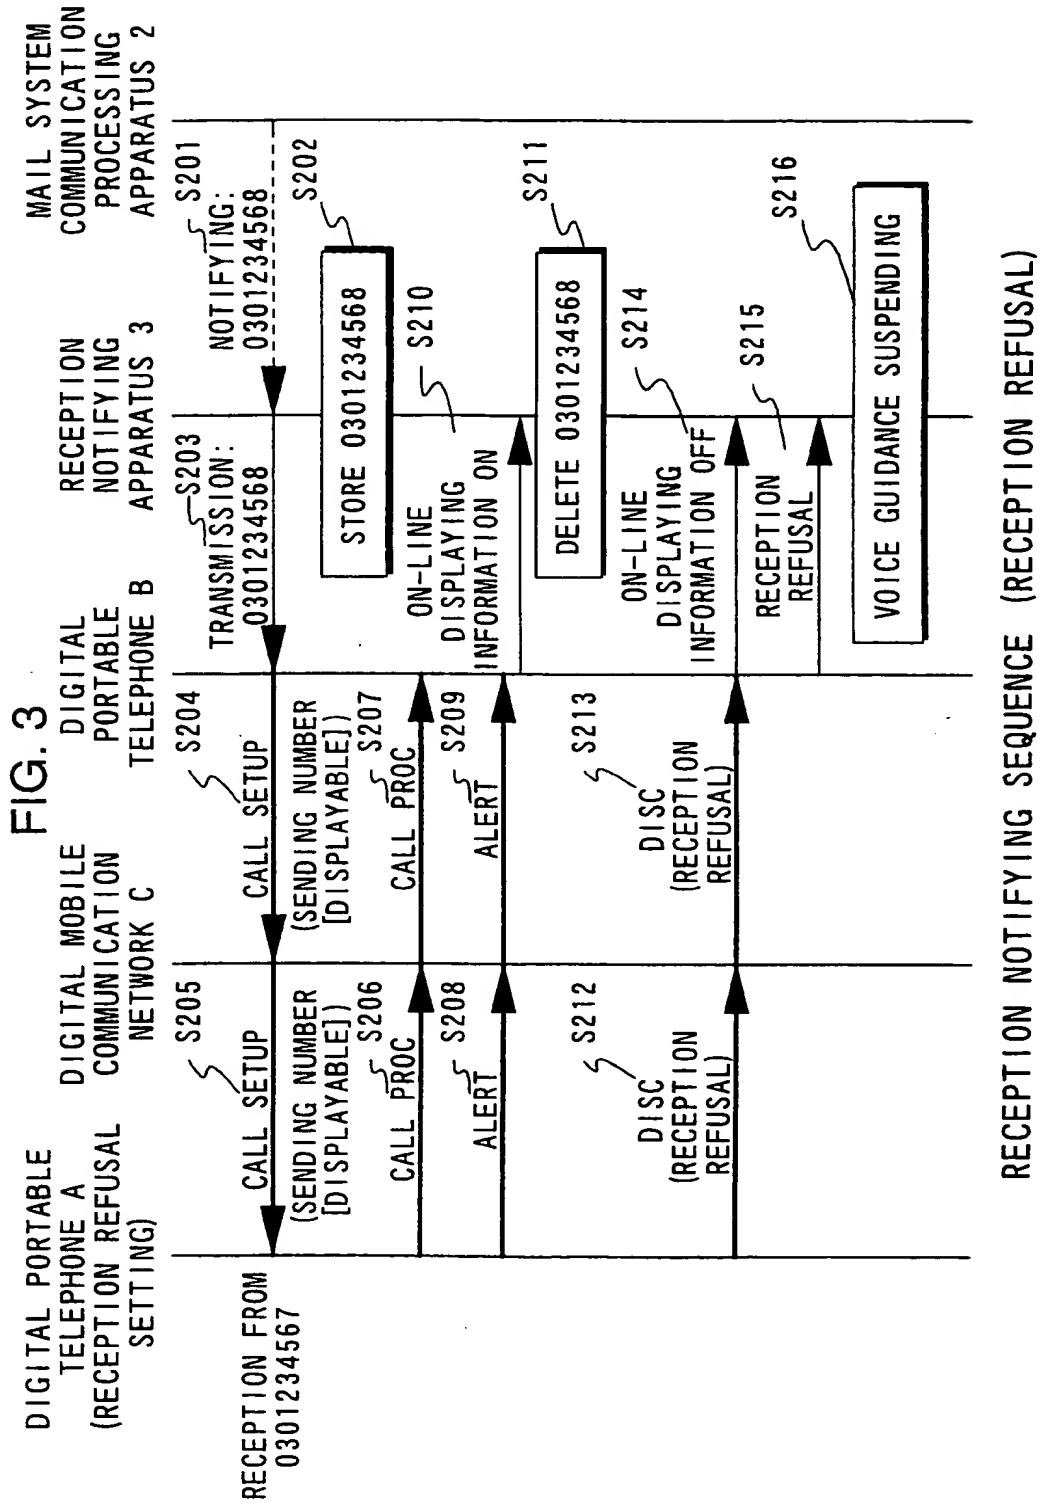 FIG. 3
DIGITAL PORTABLE
TELEPHONE A
(RECEPTION REFUSAL
SETTING)
DIGITAL MOBILE
COMMUNICATION
NETWORK C
DIGITAL
PORTABLE
TELEPHONE B
RECEPTION
NOTIFYING
APPARATUS 3
MAIL SYSTEM
COMMUNICATION
PROCESSING
APPARATUS 2
RECEPTION FROM
0301234567
S205
CALL SETUP
(SENDING NUMBER
[DISPLAYABLE])
S204
CALL SETUP
(SENDING NUMBER
[DISPLAYABLE])
S203
TRANSMISSION:
0301234568
S201
NOTIFYING:
0301234568
S202
STORE 0301234568
S206
CALL PROC
S207
CALL PROC
S208
ALERT
S209
ALERT
S210
ON-LINE
DISPLAYING
INFORMATION ON
S211
DELETE 0301234568
S212
DISC
(RECEPTION
REFUSAL)
S213
DISC
(RECEPTION
REFUSAL)
S214
ON-LINE
DISPLAYING
INFORMATION OFF
S215
RECEPTION
REFUSAL
S216
VOICE GUIDANCE SUSPENDING
RECEPTION NOTIFYING SEQUENCE (RECEPTION REFUSAL)